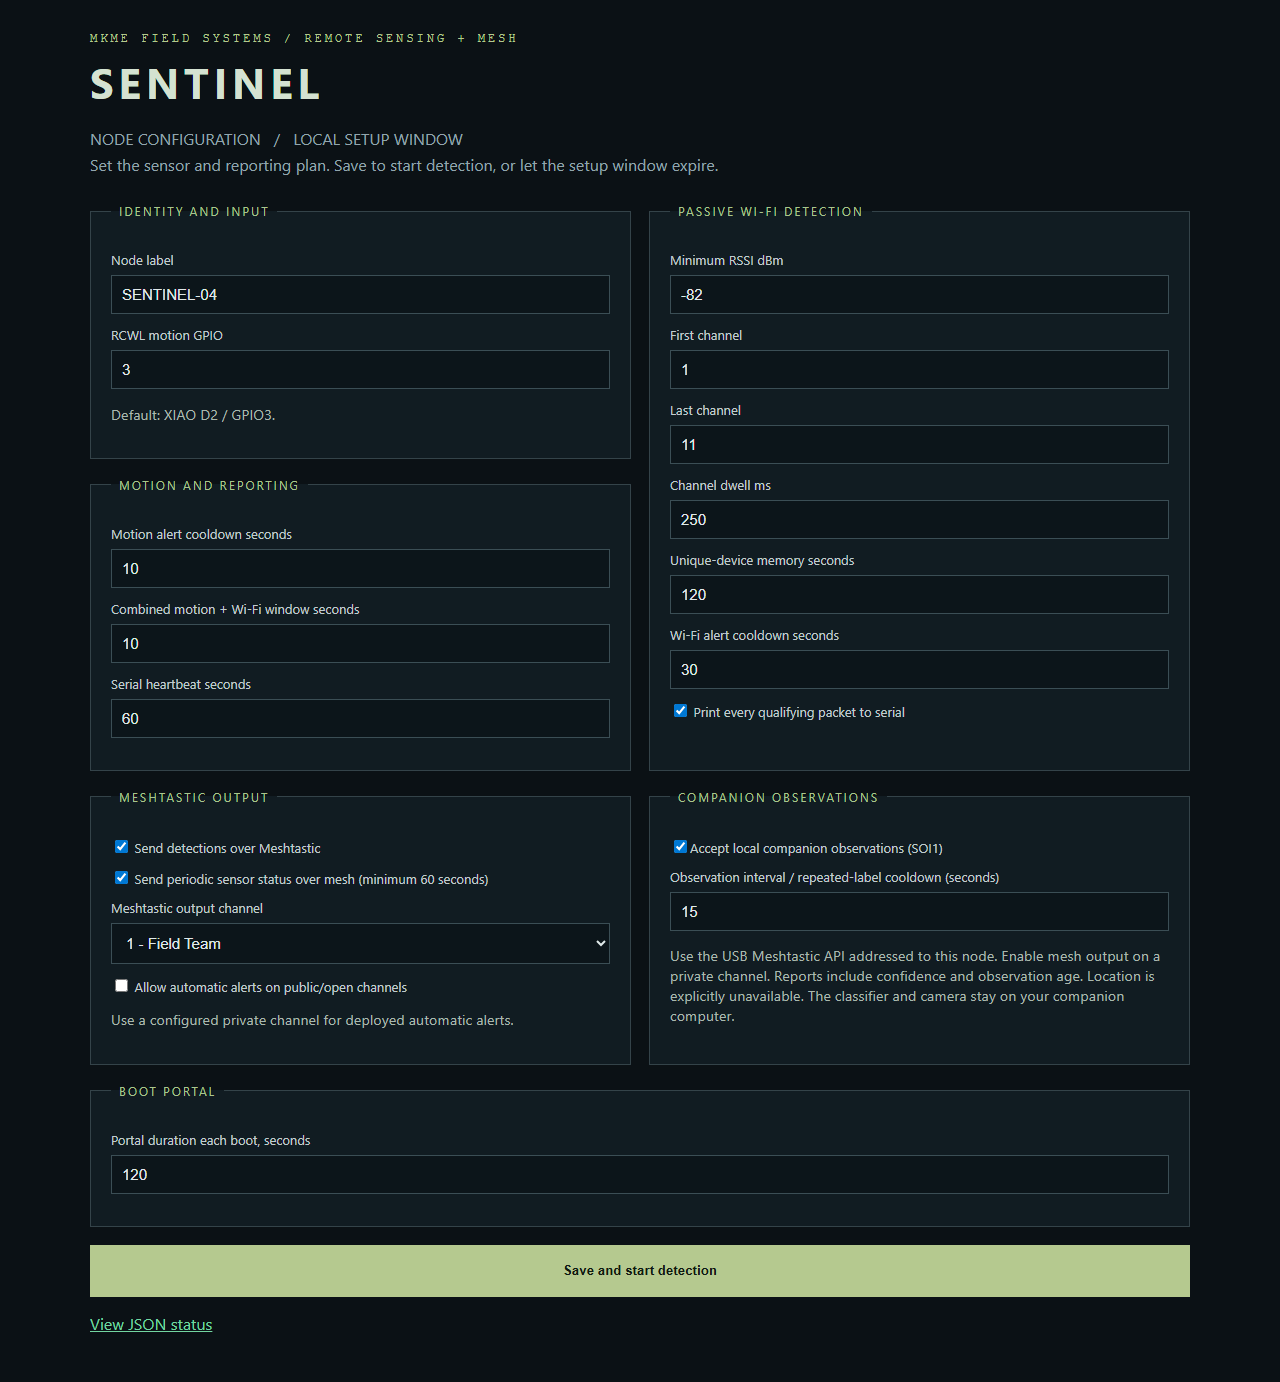 MKME FIELD SYSTEMS / REMOTE SENSING + MESH
SENTINEL
NODE CONFIGURATION / LOCAL SETUP WINDOW
Set the sensor and reporting plan. Save to start detection, or let the setup window expire.
IDENTITY AND INPUT
Node label
SENTINEL-04
RCWL motion GPIO
3
Default: XIAO D2 / GPIO3.
MOTION AND REPORTING
Motion alert cooldown seconds
10
Combined motion + Wi-Fi window seconds
10
Serial heartbeat seconds
60
PASSIVE WI-FI DETECTION
Minimum RSSI dBm
-82
First channel
1
Last channel
11
Channel dwell ms
250
Unique-device memory seconds
120
Wi-Fi alert cooldown seconds
30
Print every qualifying packet to serial
MESHTASTIC OUTPUT
Send detections over Meshtastic
Send periodic sensor status over mesh (minimum 60 seconds)
Meshtastic output channel
1 - Field Team
Allow automatic alerts on public/open channels
Use a configured private channel for deployed automatic alerts.
COMPANION OBSERVATIONS
Accept local companion observations (SOI1)
Observation interval / repeated-label cooldown (seconds)
15
Use the USB Meshtastic API addressed to this node. Enable mesh output on a
private channel. Reports include confidence and observation age. Location is
explicitly unavailable. The classifier and camera stay on your companion
computer.
BOOT PORTAL
Portal duration each boot, seconds
120
Save and start detection
View JSON status